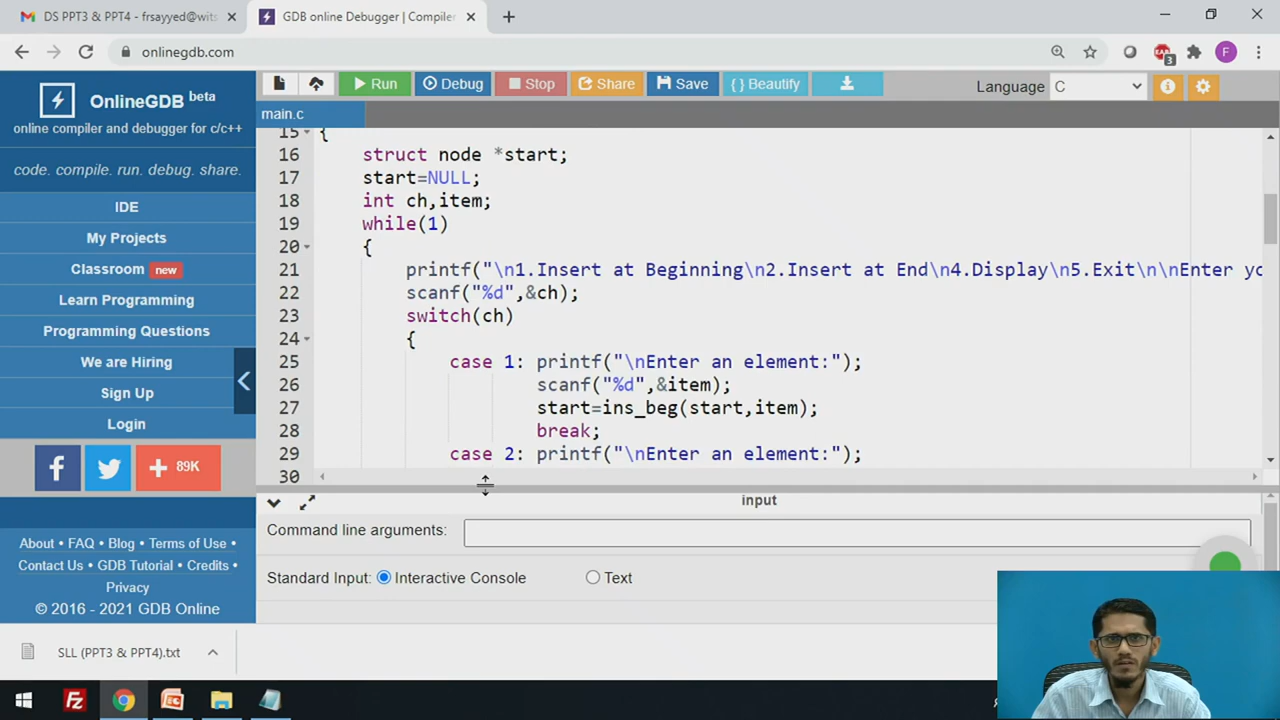 DS PPT3 & PPT4 - frsayyed@wits
GDB online Debugger | Compiler
onlinegdb.com
3
F
OnlineGDB beta
online compiler and debugger for c/c++
code. compile. run. debug. share.
IDE
My Projects
Classroom new
Learn Programming
Programming Questions
We are Hiring
Sign Up
Login
89K
About • FAQ • Blog • Terms of Use •
Contact Us • GDB Tutorial • Credits •
Privacy
© 2016 - 2021 GDB Online
Run Debug Stop Share Save { } Beautify
Language C
main.c
15 {
16 struct node *start;
17 start=NULL;
18 int ch,item;
19 while(1)
20 {
21 printf("\n1.Insert at Beginning\n2.Insert at End\n4.Display\n5.Exit\n\nEnter yo
22 scanf("%d",&ch);
23 switch(ch)
24 {
25 case 1: printf("\nEnter an element:");
26 scanf("%d",&item);
27 start=ins_beg(start,item);
28 break;
29 case 2: printf("\nEnter an element:");
30
input
Command line arguments:
Standard Input: Interactive Console Text
SLL (PPT3 & PPT4).txt